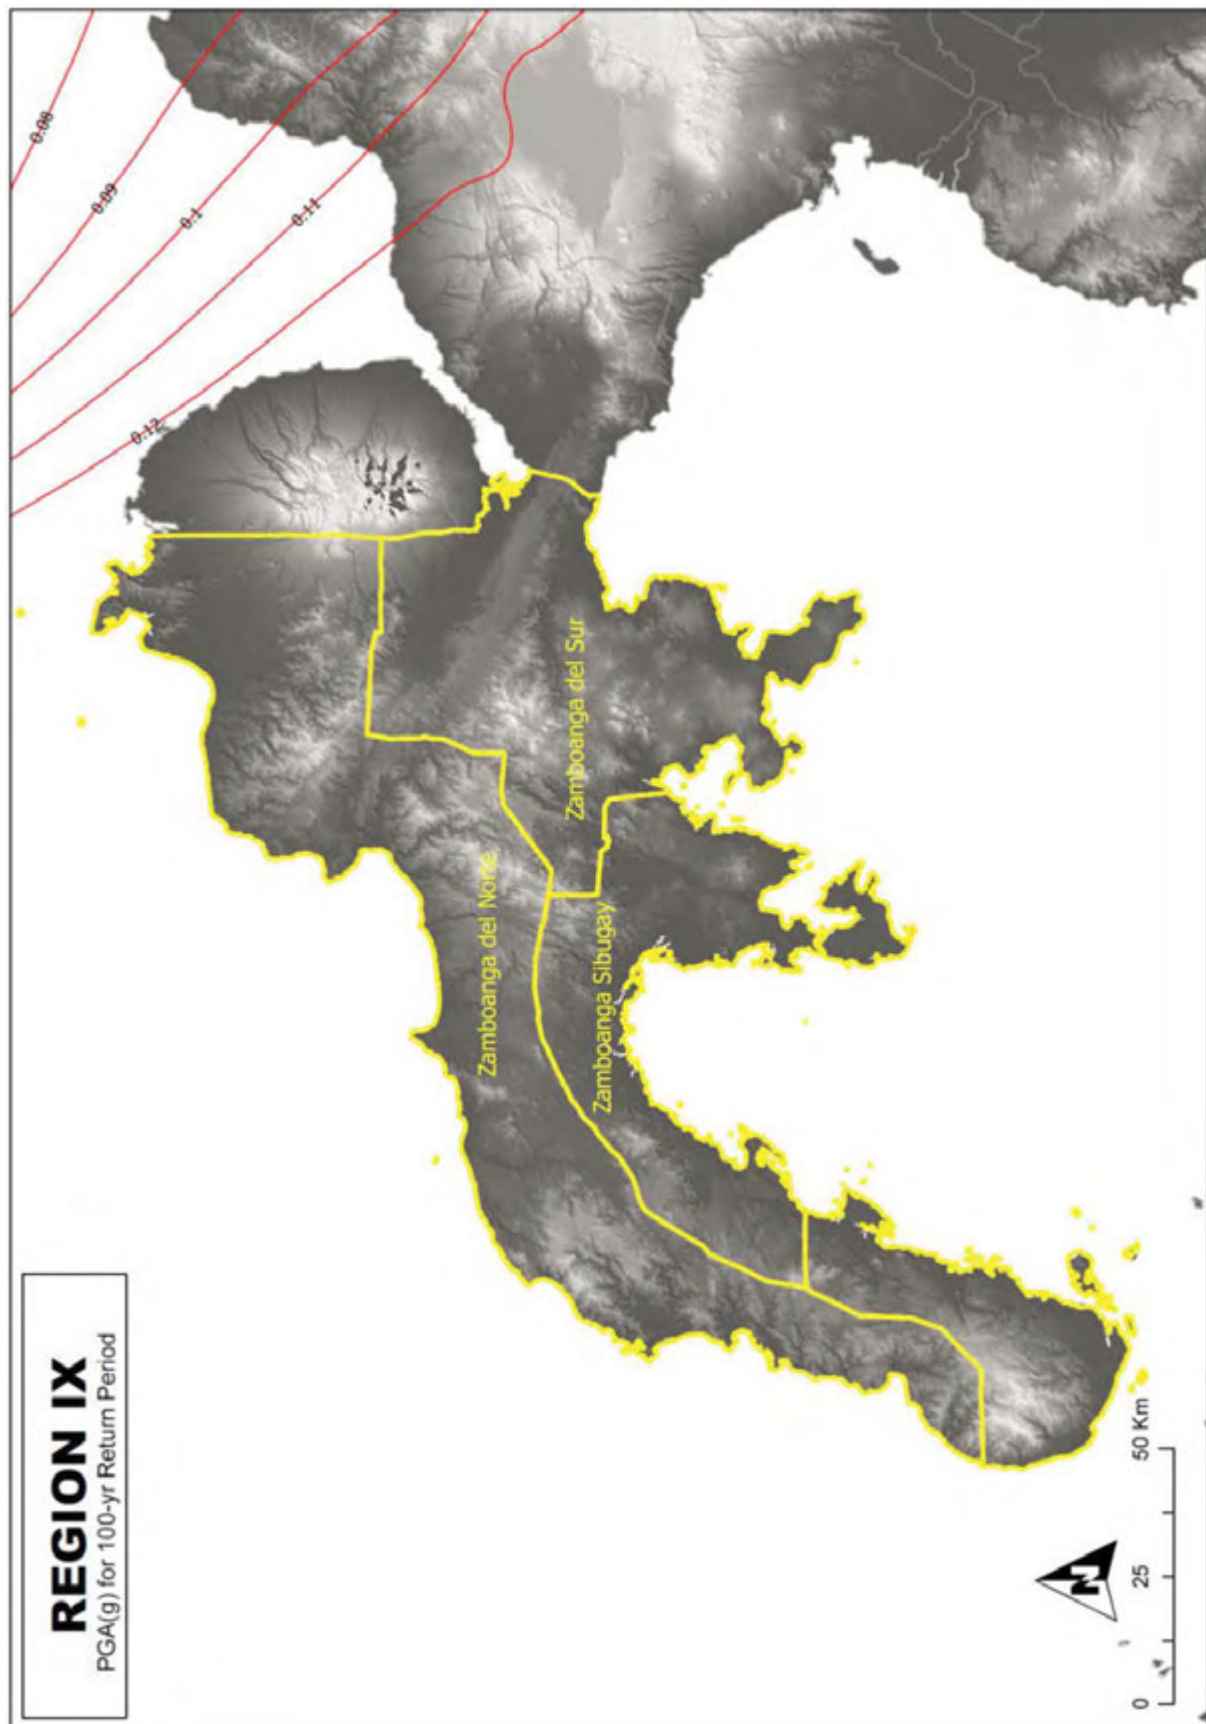 REGION IX
PGA(g) for 100-yr Return Period
0.08
0.09
0.1
0.11
0.12
Zamboanga del Norte
Zamboanga del Sur
Zamboanga Sibugay
N
0 25 50 Km